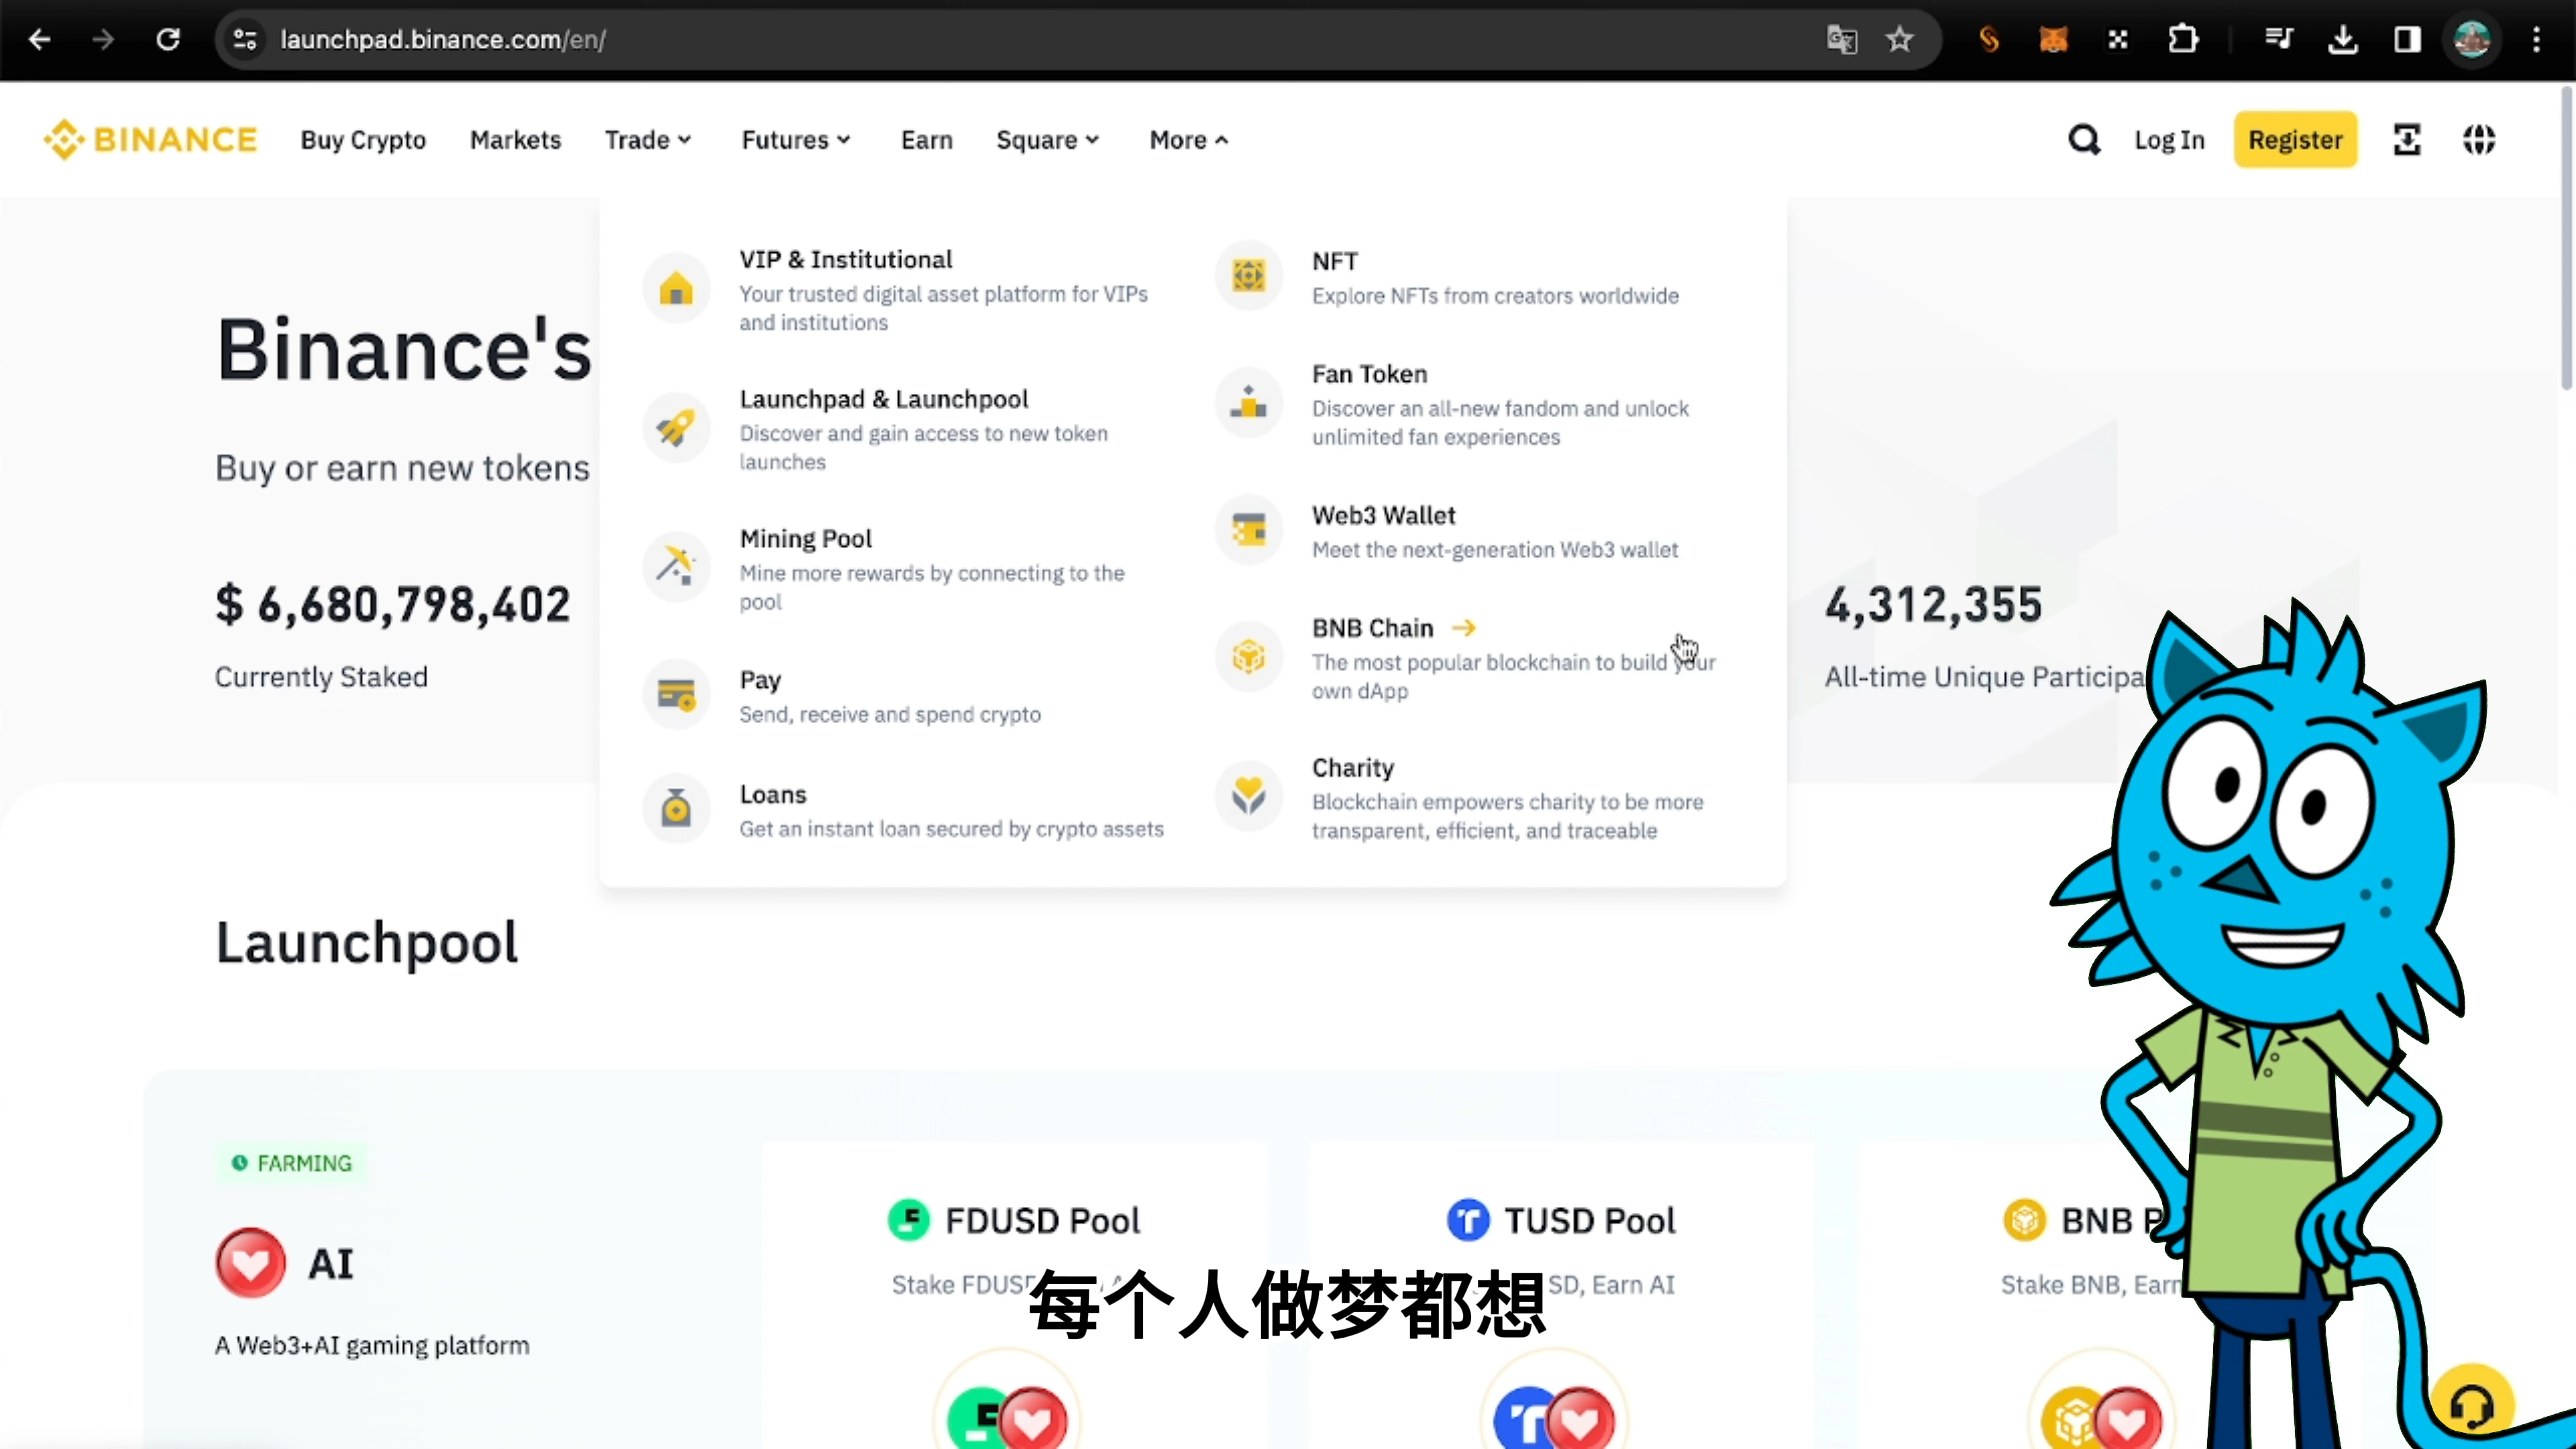 launchpad.binance.com/en/
BINANCE
Buy Crypto
Markets
Trade
Futures
Earn
Square
More
Log In
Register
Binance's
Buy or earn new tokens
$ 6,680,798,402
Currently Staked
VIP & Institutional
Your trusted digital asset platform for VIPs
and institutions
Launchpad & Launchpool
Discover and gain access to new token
launches
Mining Pool
Mine more rewards by connecting to the
pool
Pay
Send, receive and spend crypto
Loans
Get an instant loan secured by crypto assets
NFT
Explore NFTs from creators worldwide
Fan Token
Discover an all-new fandom and unlock
unlimited fan experiences
Web3 Wallet
Meet the next-generation Web3 wallet
BNB Chain →
The most popular blockchain to build your
own dApp
Charity
Blockchain empowers charity to be more
transparent, efficient, and traceable
4,312,355
All-time Unique
Launchpool
FARMING
AI
A Web3+AI gaming platform
FDUSD Pool
Stake
TUSD Pool
SD, Earn AI
BNB
Stake BNB, Earn
每个人做梦都想